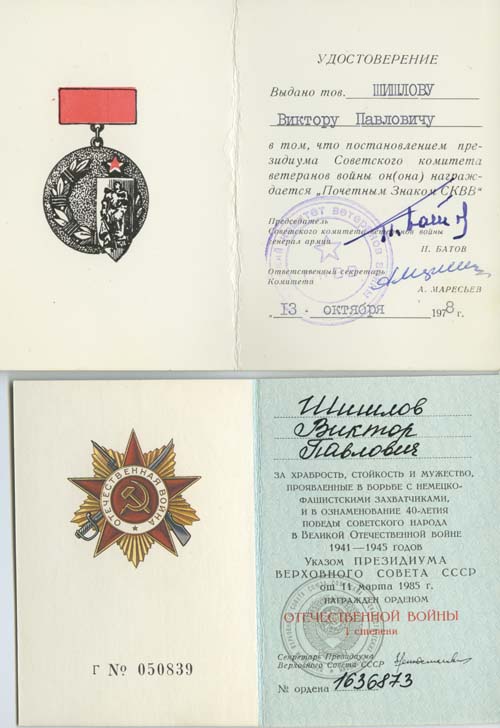 УДОСТОВЕРЕНИЕ
Выдано тов. ШИШЛОВУ
Виктору Павловичу
в том, что постановлением пре-
зидиума Советского комитета
ветеранов войны он(она) награж-
дается „Почетным Знаком СКВВ“
Председатель
Советского комитета ветеранов войны
генерал армии
П. БАТОВ
Ответственный секретарь
Комитета
А. МАРЕСЬЕВ
„13 - октября 1978 г.
ОТЕЧЕСТВЕННАЯ ВОЙНА
Г № 050839
Шишлов
Виктор
Павлович
ЗА ХРАБРОСТЬ, СТОЙКОСТЬ И МУЖЕСТВО,
ПРОЯВЛЕННЫЕ В БОРЬБЕ С НЕМЕЦКО-
ФАШИСТСКИМИ ЗАХВАТЧИКАМИ,
И В ОЗНАМЕНОВАНИЕ 40-ЛЕТИЯ
ПОБЕДЫ СОВЕТСКОГО НАРОДА
В ВЕЛИКОЙ ОТЕЧЕСТВЕННОЙ ВОЙНЕ
1941—1945 ГОДОВ
Указом ПРЕЗИДИУМА
ВЕРХОВНОГО СОВЕТА СССР
от 11 марта 1985 г.
НАГРАЖДЕН ОРДЕНОМ
ОТЕЧЕСТВЕННОЙ ВОЙНЫ
I степени
Секретарь Президиума
Верховного Совета СССР
№ ордена 1636873